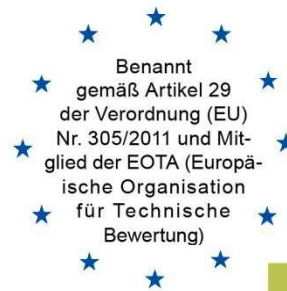 Benannt
gemäß Artikel 29
der Verordnung (EU)
Nr. 305/2011 und Mit-
glied der EOTA (Europä-
ische Organisation
für Technische
Bewertung)